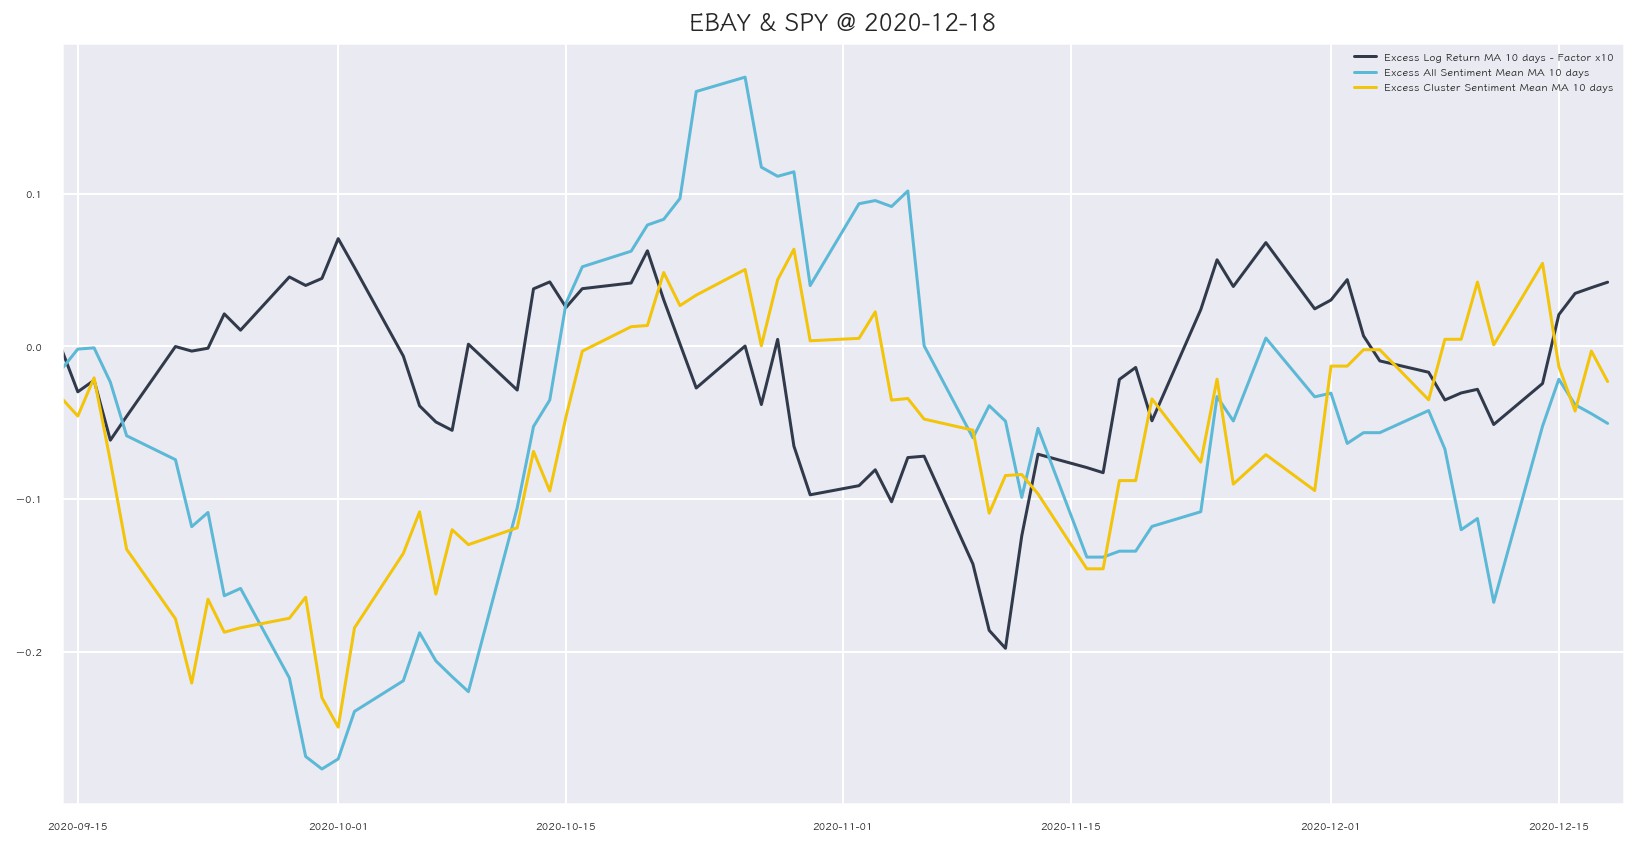 EBAY & SPY @ 2020-12-18
Excess Log Return MA 10 days - Factor x10
Excess All Sentiment Mean MA 10 days
Excess Cluster Sentiment Mean MA 10 days
0.1
0.0
−0.1
−0.2
2020-09-15
2020-10-01
2020-10-15
2020-11-01
2020-11-15
2020-12-01
2020-12-15